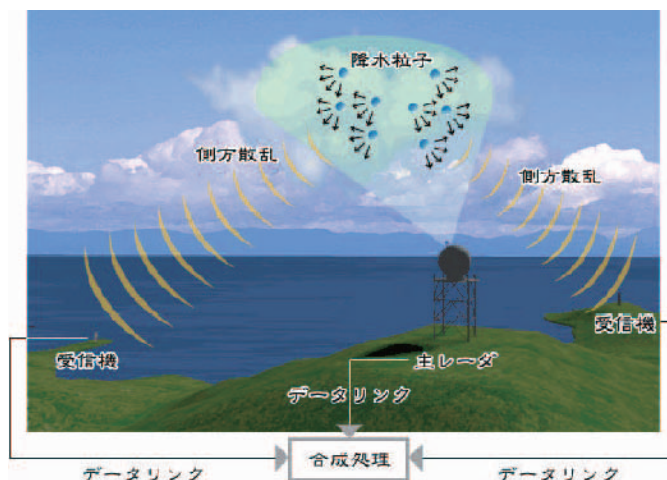 降水粒子
側方散乱
側方散乱
受信機
受信機
主レーダ
データリンク
合成処理
データリンク
データリンク